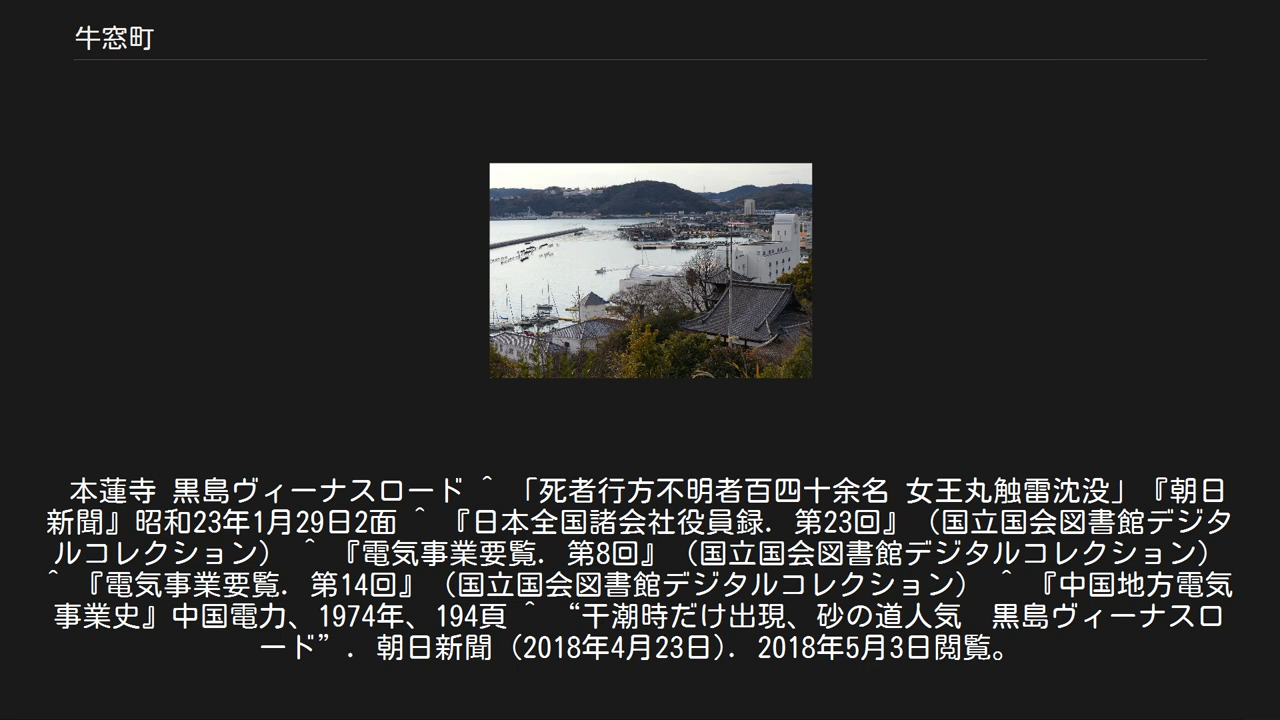 牛窓町
本蓮寺 黒島ヴィーナスロード ^ 「死者行方不明者百四十余名 女王丸触雷沈没」『朝日
新聞』昭和23年1月29日2面 ^ 『日本全国諸会社役員録. 第23回』（国立国会図書館デジタ
ルコレクション） ^ 『電気事業要覧. 第8回』（国立国会図書館デジタルコレクション）
^ 『電気事業要覧. 第14回』（国立国会図書館デジタルコレクション） ^ 『中国地方電気
事業史』中国電力、1974年、194頁 ^ “干潮時だけ出現、砂の道人気　黒島ヴィーナスロ
ード”. 朝日新聞 (2018年4月23日). 2018年5月3日閲覧。